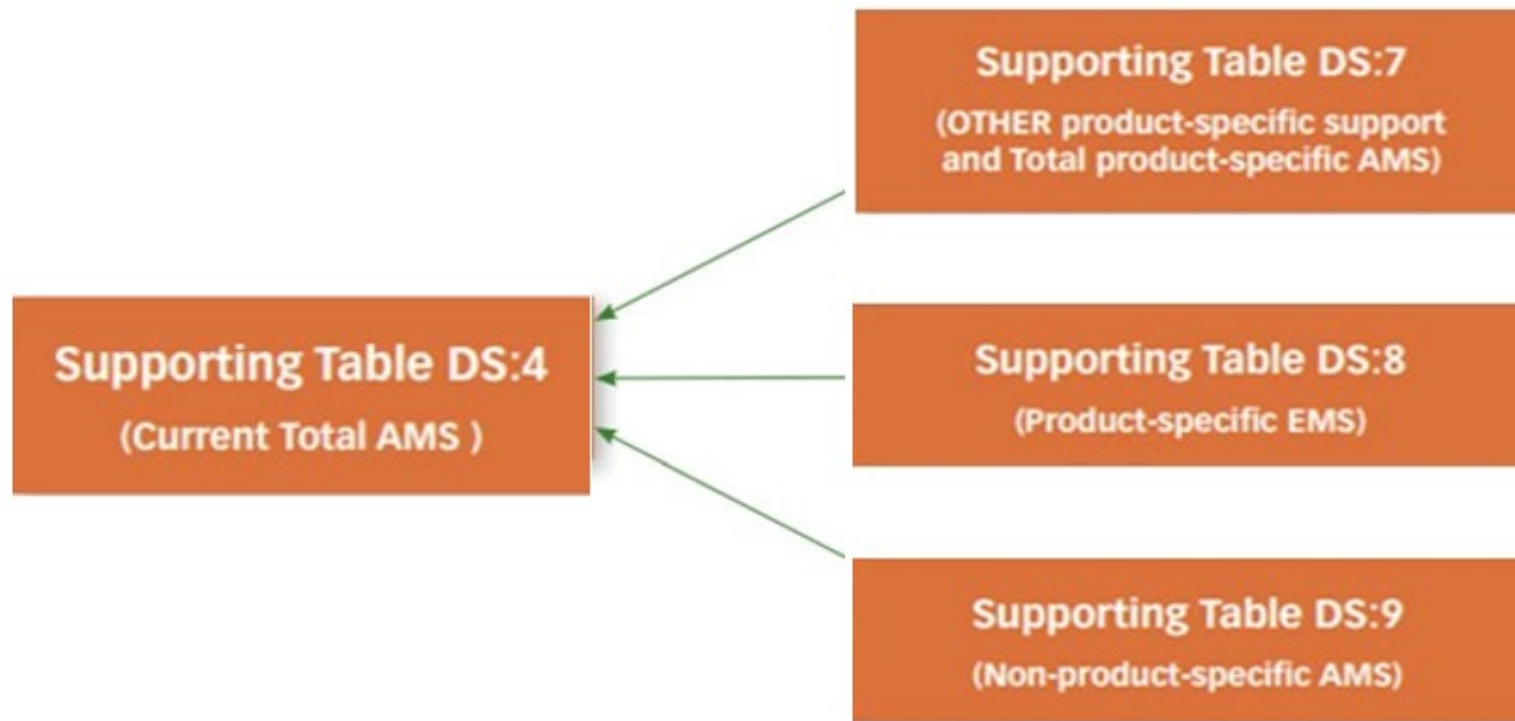 Supporting Table DS:7
(OTHER product-specific support
and Total product-specific AMS)
Supporting Table DS:4
(Current Total AMS )
Supporting Table DS:8
(Product-specific EMS)
Supporting Table DS:9
(Non-product-specific AMS)